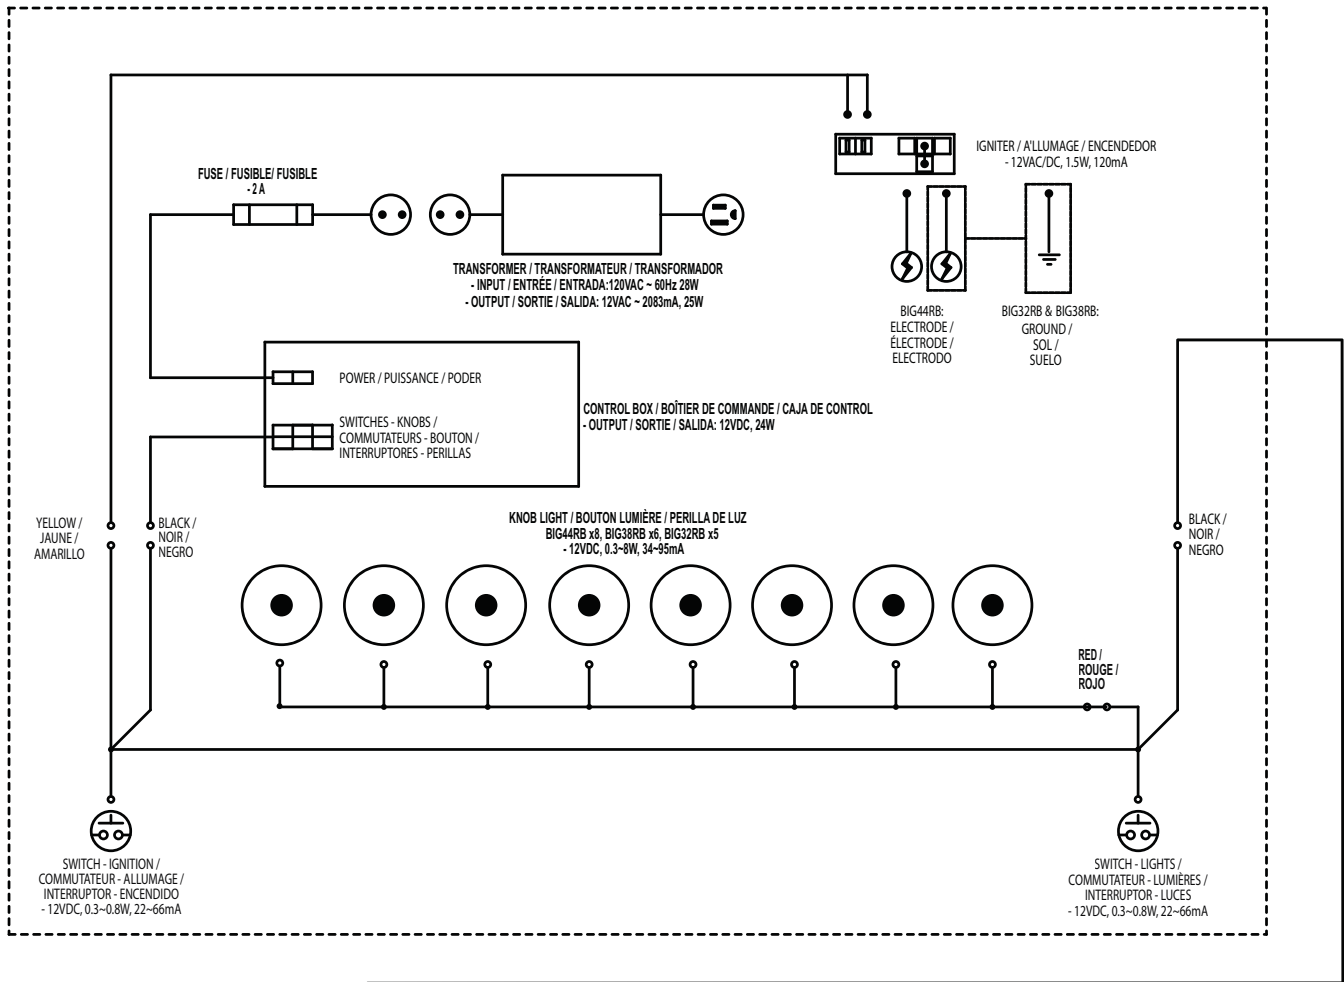 IGNITER / A'LLUMAGE / ENCENDEDOR
- 12VAC/DC, 1.5W, 120mA
FUSE / FUSIBLE/ FUSIBLE
- 2 A
TRANSFORMER / TRANSFORMATEUR / TRANSFORMADOR
- INPUT / ENTRÉE / ENTRADA:120VAC ~ 60Hz 28W
- OUTPUT / SORTIE / SALIDA: 12VAC ~ 2083mA, 25W
BIG44RB:
ELECTRODE /
ÉLECTRODE /
ELECTRODO
BIG32RB & BIG38RB:
GROUND /
SOL /
SUELO
POWER / PUISSANCE / PODER
SWITCHES - KNOBS /
COMMUTATEURS - BOUTON /
INTERRUPTORES - PERILLAS
CONTROL BOX / BOÎTIER DE COMMANDE / CAJA DE CONTROL
- OUTPUT / SORTIE / SALIDA: 12VDC, 24W
YELLOW /
JAUNE /
AMARILLO
BLACK /
NOIR /
NEGRO
KNOB LIGHT / BOUTON LUMIÈRE / PERILLA DE LUZ
BIG44RB x8, BIG38RB x6, BIG32RB x5
- 12VDC, 0.3~8W, 34~95mA
BLACK /
NOIR /
NEGRO
RED /
ROUGE /
ROJO
SWITCH - IGNITION /
COMMUTATEUR - ALLUMAGE /
INTERRUPTOR - ENCENDIDO
- 12VDC, 0.3~0.8W, 22~66mA
SWITCH - LIGHTS /
COMMUTATEUR - LUMIÈRES /
INTERRUPTOR - LUCES
- 12VDC, 0.3~0.8W, 22~66mA